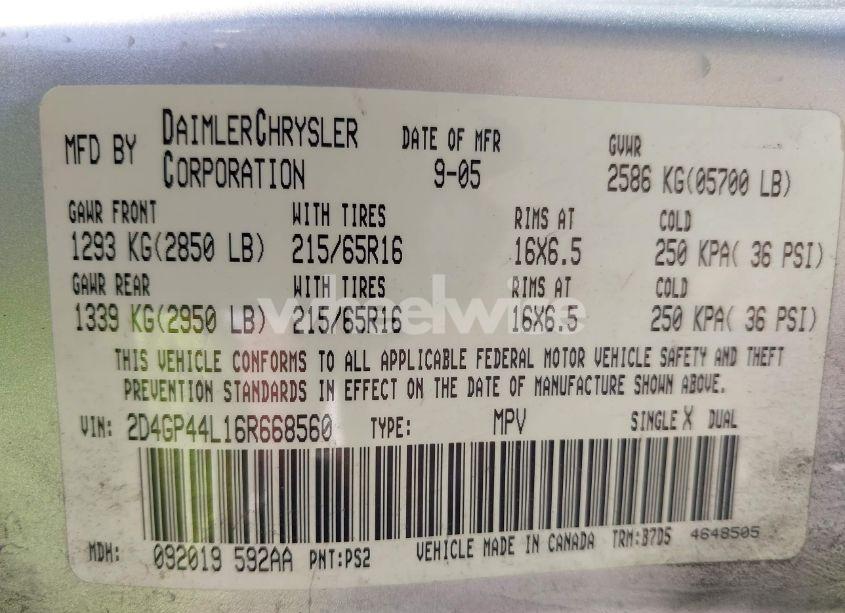 MFD BY DAIMLERCHRYSLER CORPORATION DATE OF MFR 9-05 GVWR 2586 KG(05700 LB)
GAWR FRONT WITH TIRES RIMS AT COLD
1293 KG(2850 LB) 215/65R16 16X6.5 250 KPA( 36 PSI)
GAWR REAR WITH TIRES RIMS AT COLD
1339 KG(2950 LB) 215/65R16 16X6.5 250 KPA( 36 PSI)
wheelwire
THIS VEHICLE CONFORMS TO ALL APPLICABLE FEDERAL MOTOR VEHICLE SAFETY AND THEFT
PREVENTION STANDARDS IN EFFECT ON THE DATE OF MANUFACTURE SHOWN ABOVE.
VIN: 2D4GP44L16R668560 TYPE: MPV SINGLE X DUAL
MDH: 092019 592AA PNT:PS2 VEHICLE MADE IN CANADA TRM:B7D5 4648505